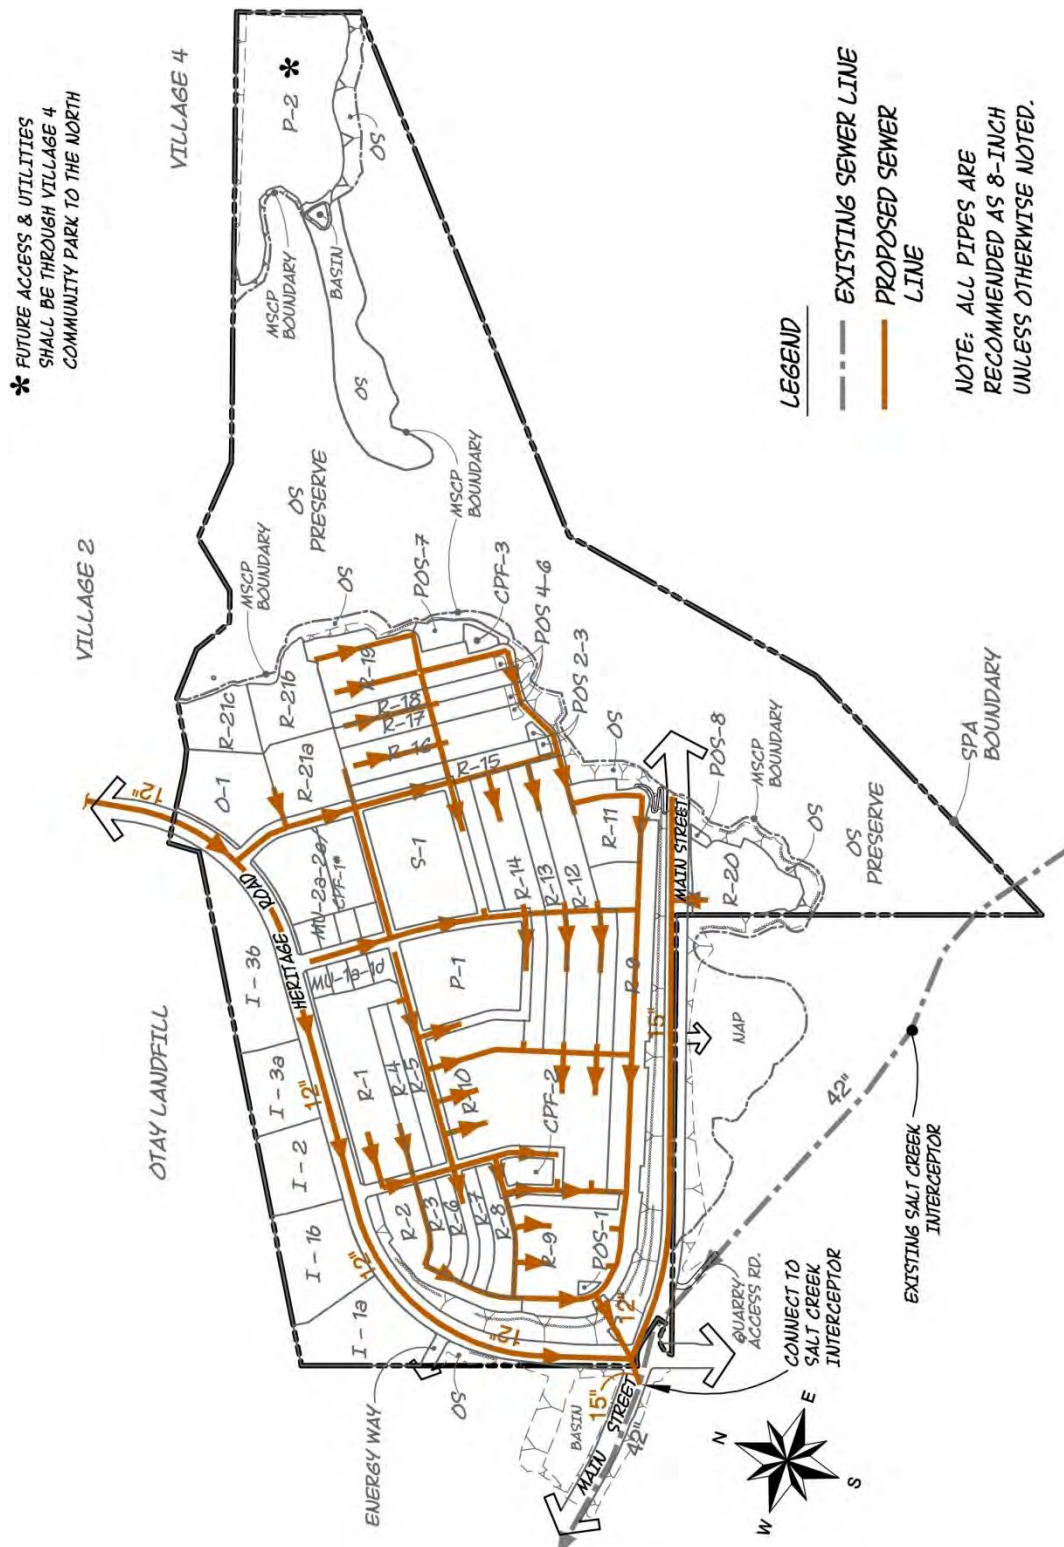 * FUTURE ACCESS & UTILITIES
SHALL BE THROUGH VILLAGE 4
COMMUNITY PARK TO THE NORTH
VILLAGE 4
P-2 *
OS
MSCP
BOUNDARY
BASIN
OS
VILLAGE 2
MSCP
BOUNDARY
OS
PRESERVE
OS
MSCP
BOUNDARY
POS-7
CPF-3
POS 4-6
POS 2-3
OS
POS-8
MSCP
BOUNDARY
OS
OS
PRESERVE
SPA
BOUNDARY
R-21c
R-21b
R-21a
O-1
R-19
R-18
R-17
R-16
R-15
R-14
R-13
R-12
R-11
R-20
S-1
P-1
MU-2a-2e/
CPF-1*
MU-1a-1d
12"
HERITAGE
ROAD
OTAY LANDFILL
I - 3b
I - 3a
I - 2
I - 1b
I - 1a
12"
12"
12"
R-1
R-4
R-5
R-10
R-2
R-3
R-6
R-7
R-8
R-9
R-9
CPF-2
POS-1
12"
15"
MAIN STREET
NAP
42"
EXISTING SALT CREEK
INTERCEPTOR
QUARRY
ACCESS RD.
CONNECT TO
SALT CREEK
INTERCEPTOR
ENERGY WAY
OS
BASIN
15"
MAIN STREET
42"
N
E
S
W
LEGEND
EXISTING SEWER LINE
PROPOSED SEWER
LINE
NOTE: ALL PIPES ARE
RECOMMENDED AS 8-INCH
UNLESS OTHERWISE NOTED.